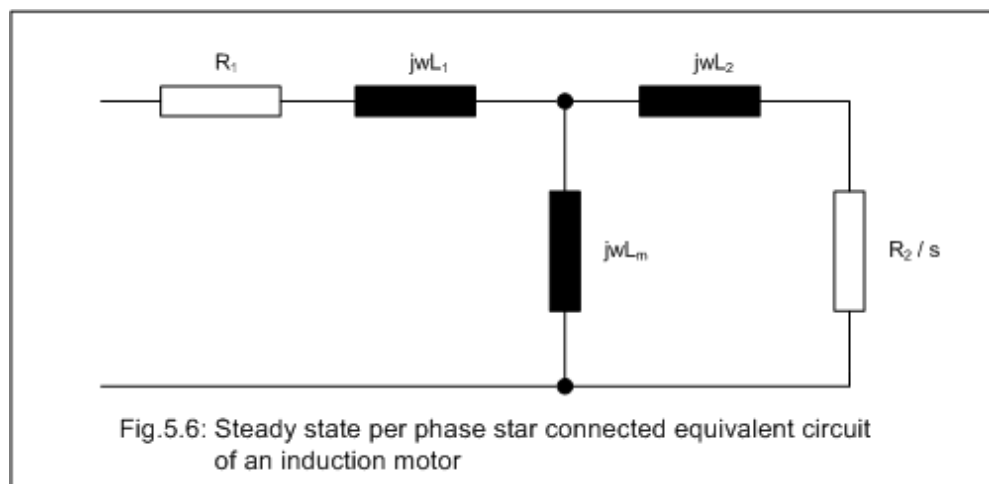 R₁
jwL₁
jwL₂
jwLₘ
R₂ / s
Fig.5.6: Steady state per phase star connected equivalent circuit
of an induction motor